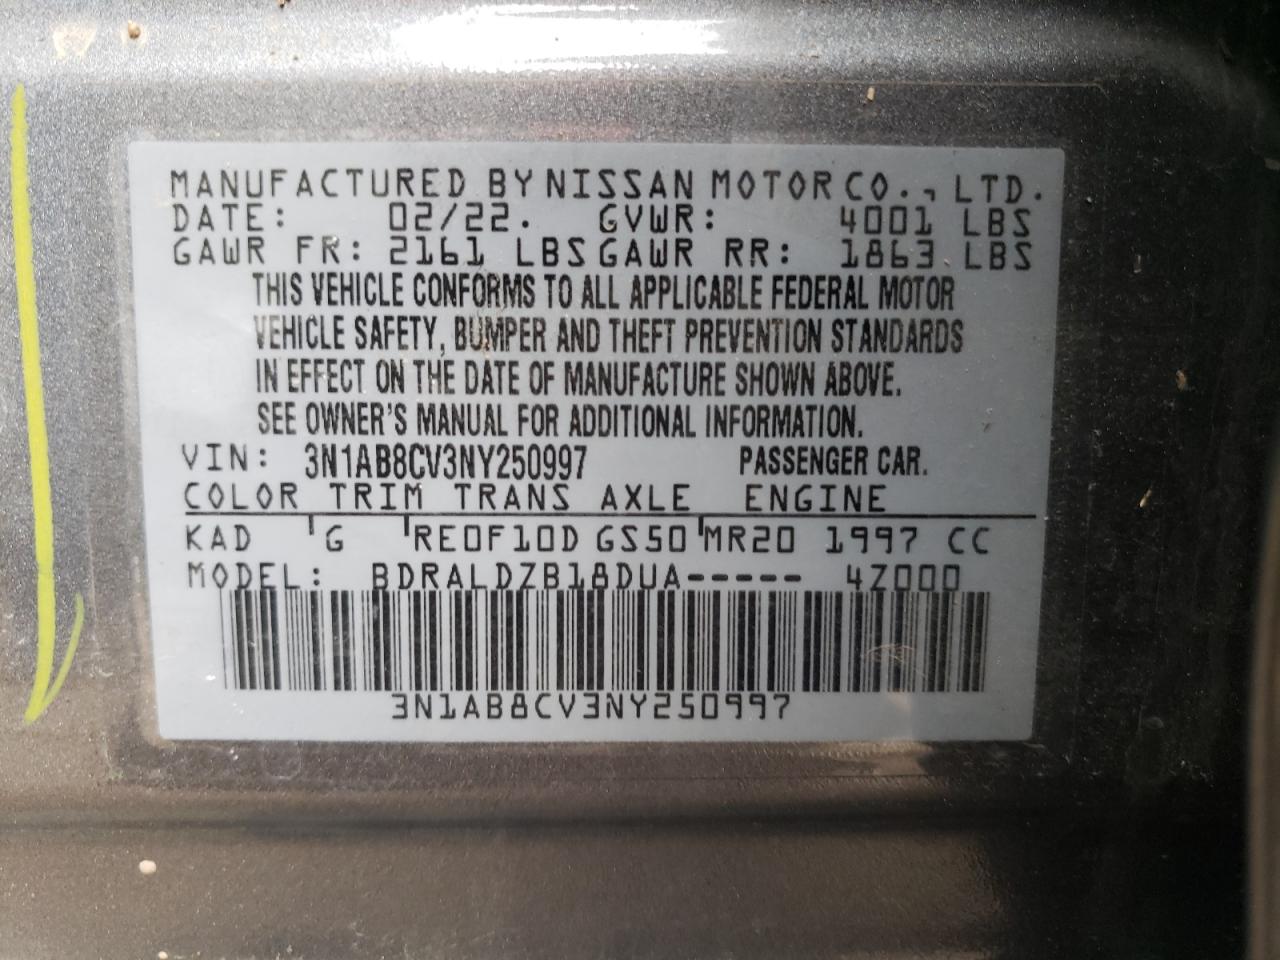 MANUFACTURED BY NISSAN MOTOR CO., LTD.
DATE: 02/22. GVWR: 4001 LBS
GAWR FR: 2161 LBS GAWR RR: 1863 LBS
THIS VEHICLE CONFORMS TO ALL APPLICABLE FEDERAL MOTOR
VEHICLE SAFETY, BUMPER AND THEFT PREVENTION STANDARDS
IN EFFECT ON THE DATE OF MANUFACTURE SHOWN ABOVE.
SEE OWNER'S MANUAL FOR ADDITIONAL INFORMATION.
VIN: 3N1AB8CV3NY250997 PASSENGER CAR.
COLOR TRIM TRANS AXLE ENGINE
KAD G RE0F10D GS50 MR20 1997 CC
MODEL: BDRALDZB18DUA----- 4Z000
3N1AB8CV3NY250997